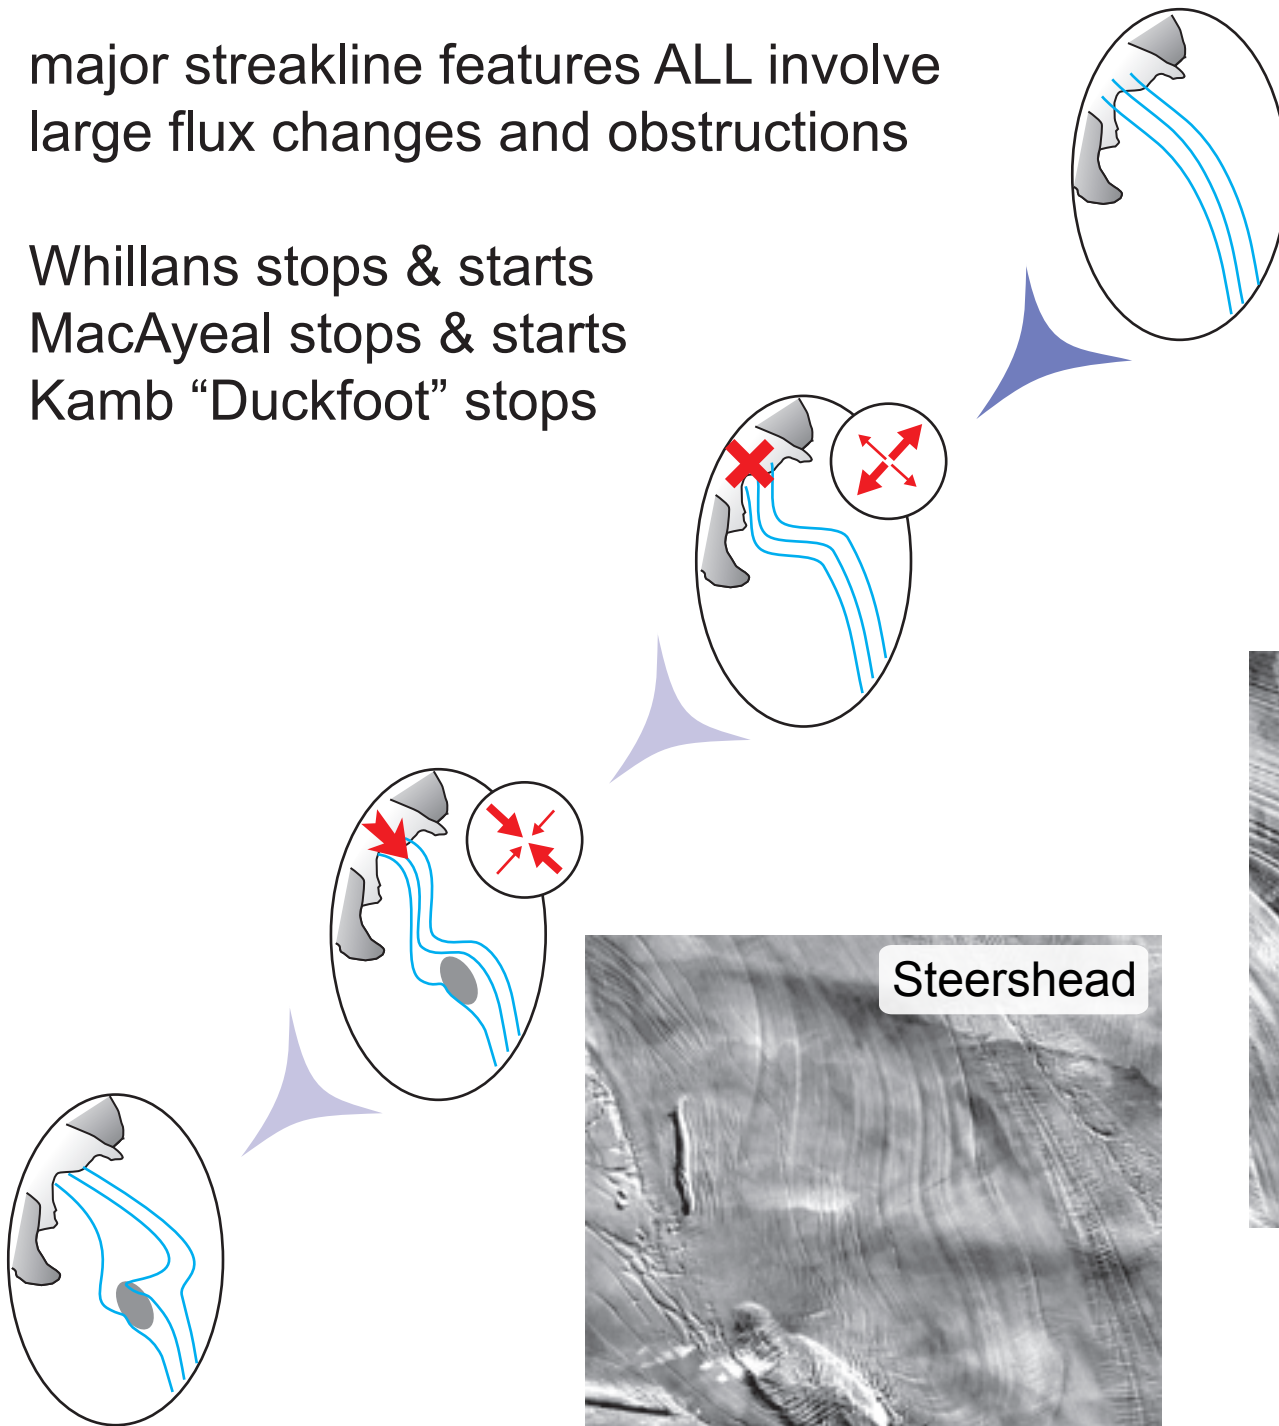 major streakline features ALL involve
large flux changes and obstructions
Whillans stops & starts
MacAyeal stops & starts
Kamb “Duckfoot” stops
Steershead